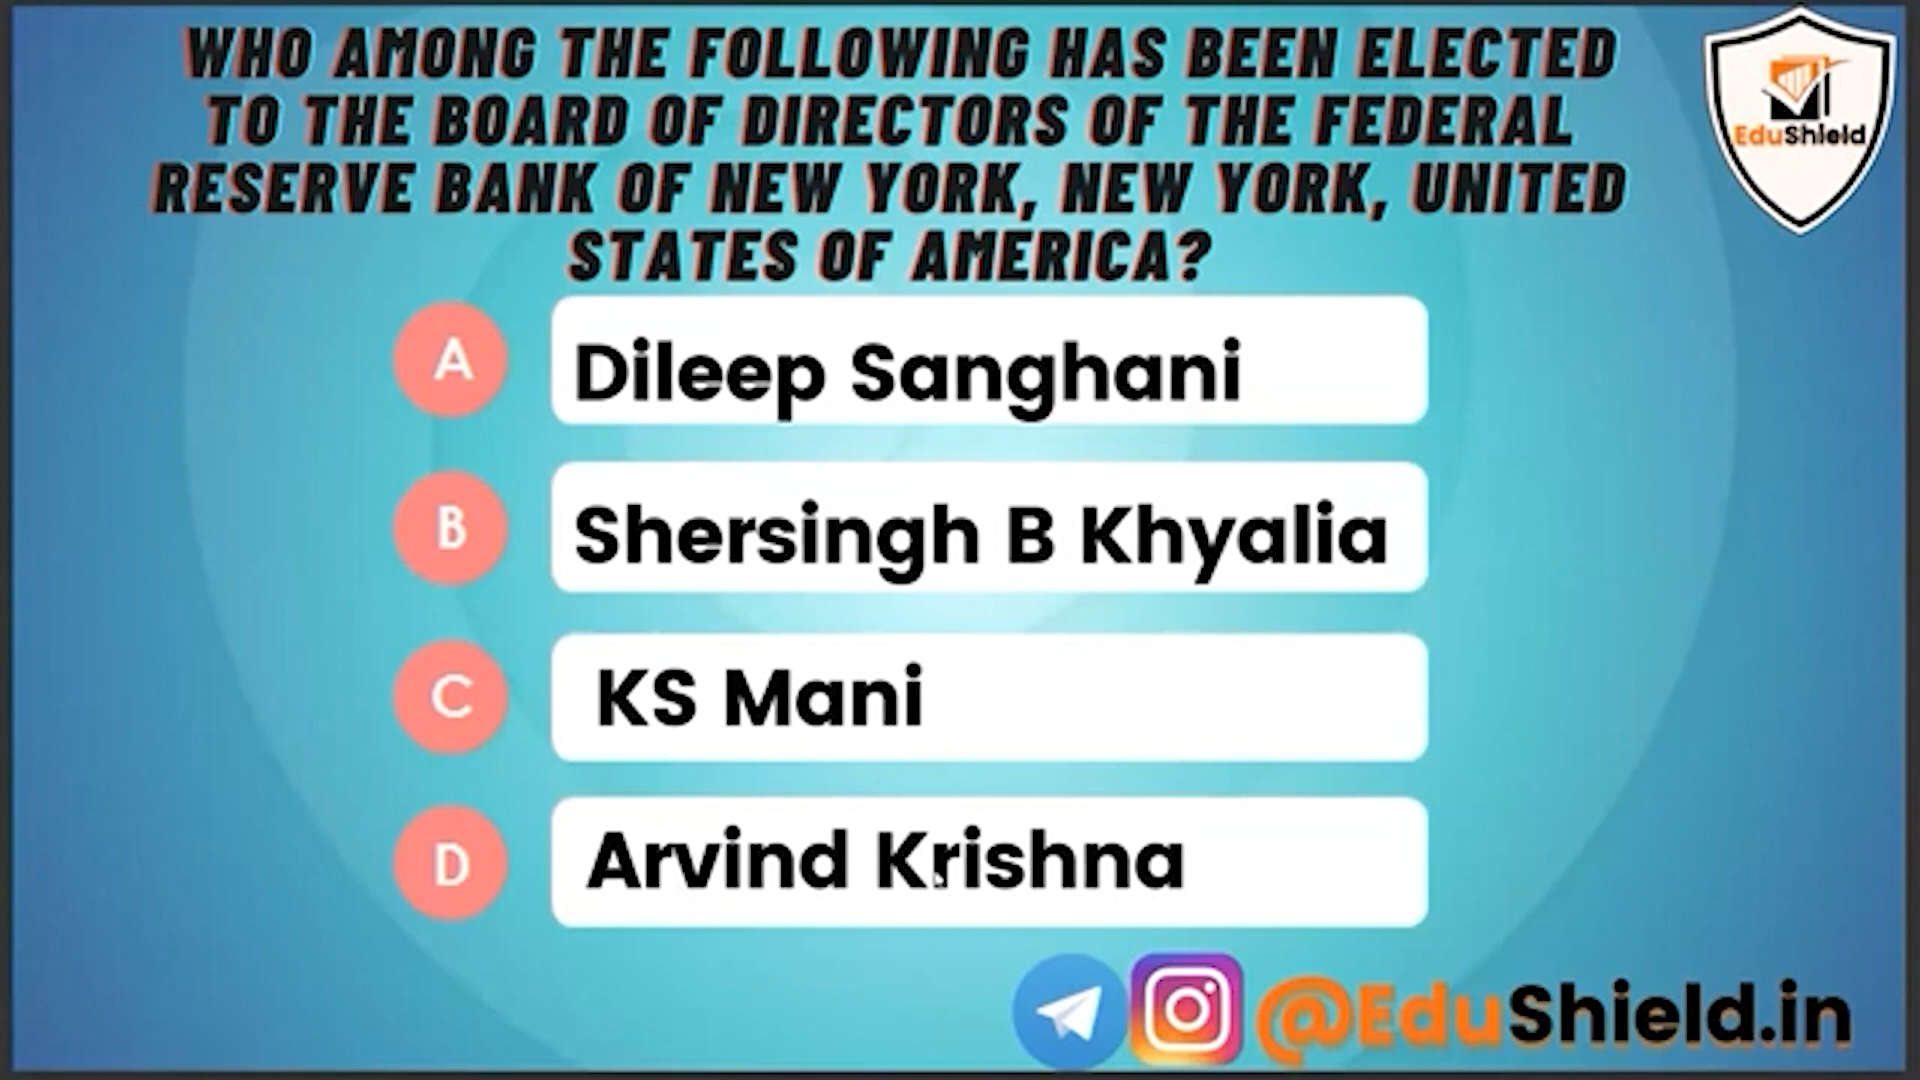 WHO AMONG THE FOLLOWING HAS BEEN ELECTED
TO THE BOARD OF DIRECTORS OF THE FEDERAL
RESERVE BANK OF NEW YORK, NEW YORK, UNITED
STATES OF AMERICA?
EduShield
A Dileep Sanghani
B Shersingh B Khyalia
C KS Mani
D Arvind Krishna
@EduShield.in